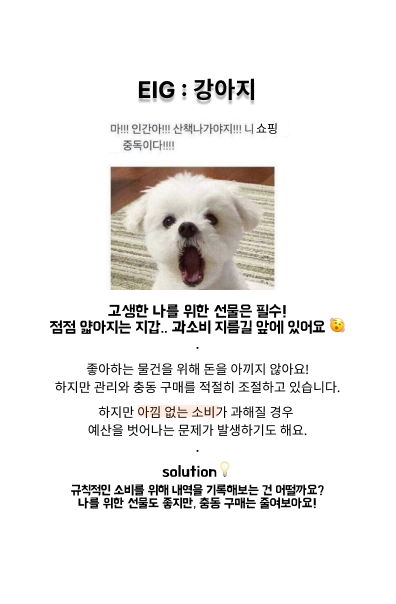 EIG : 강아지
마!!! 인간아!!! 산책나가야지!!! 니 쇼핑
중독이다!!!!
고생한 나를 위한 선물은 필수!
점점 얇아지는 지갑.. 과소비 지름길 앞에 있어요 😯
.
좋아하는 물건을 위해 돈을 아끼지 않아요!
하지만 관리와 충동 구매를 적절히 조절하고 있습니다.
하지만 아낌 없는 소비가 과해질 경우
예산을 벗어나는 문제가 발생하기도 해요.
.
solution💡
규칙적인 소비를 위해 내역을 기록해보는 건 어떨까요?
나를 위한 선물도 좋지만, 충동 구매는 줄여보아요!